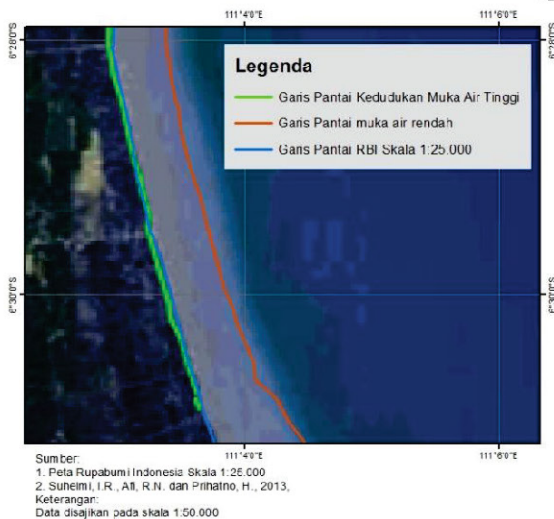 111°4'0"E 111°6'0"E
6°28'0"S 6°28'0"S
Legenda
Garis Pantai Kedudukan Muka Air Tinggi
Garis Pantai muka air rendah
Garis Pantai RBI Skala 1:25.000
6°30'0"S 6°30'0"S
111°4'0"E 111°6'0"E
Sumber:
1. Peta Rupabumi Indonesia Skala 1:25.000
2. Suhelmi, I.R., Afi, R.N. dan Prihatno, H., 2013,
Keterangan:
Data disajikan pada skala 1:50.000